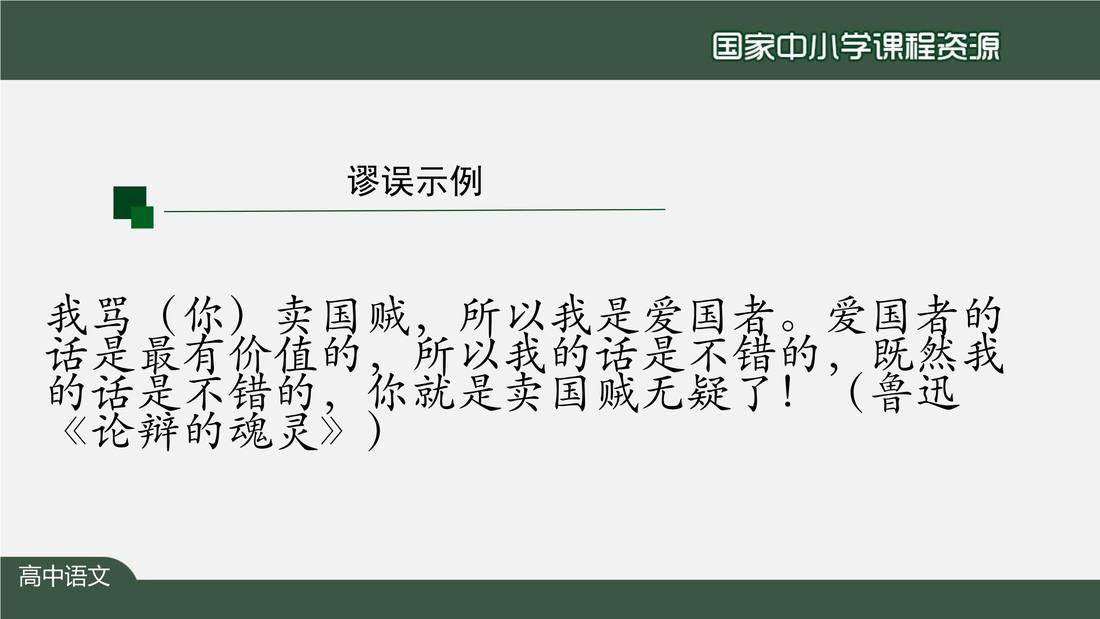 国家中小学课程资源
谬误示例
我骂（你）卖国贼，所以我是爱国者。爱国者的
话是最有价值的，所以我的话是不错的，既然我
的话是不错的，你就是卖国贼无疑了！（鲁迅
《论辩的魂灵》）
高中语文